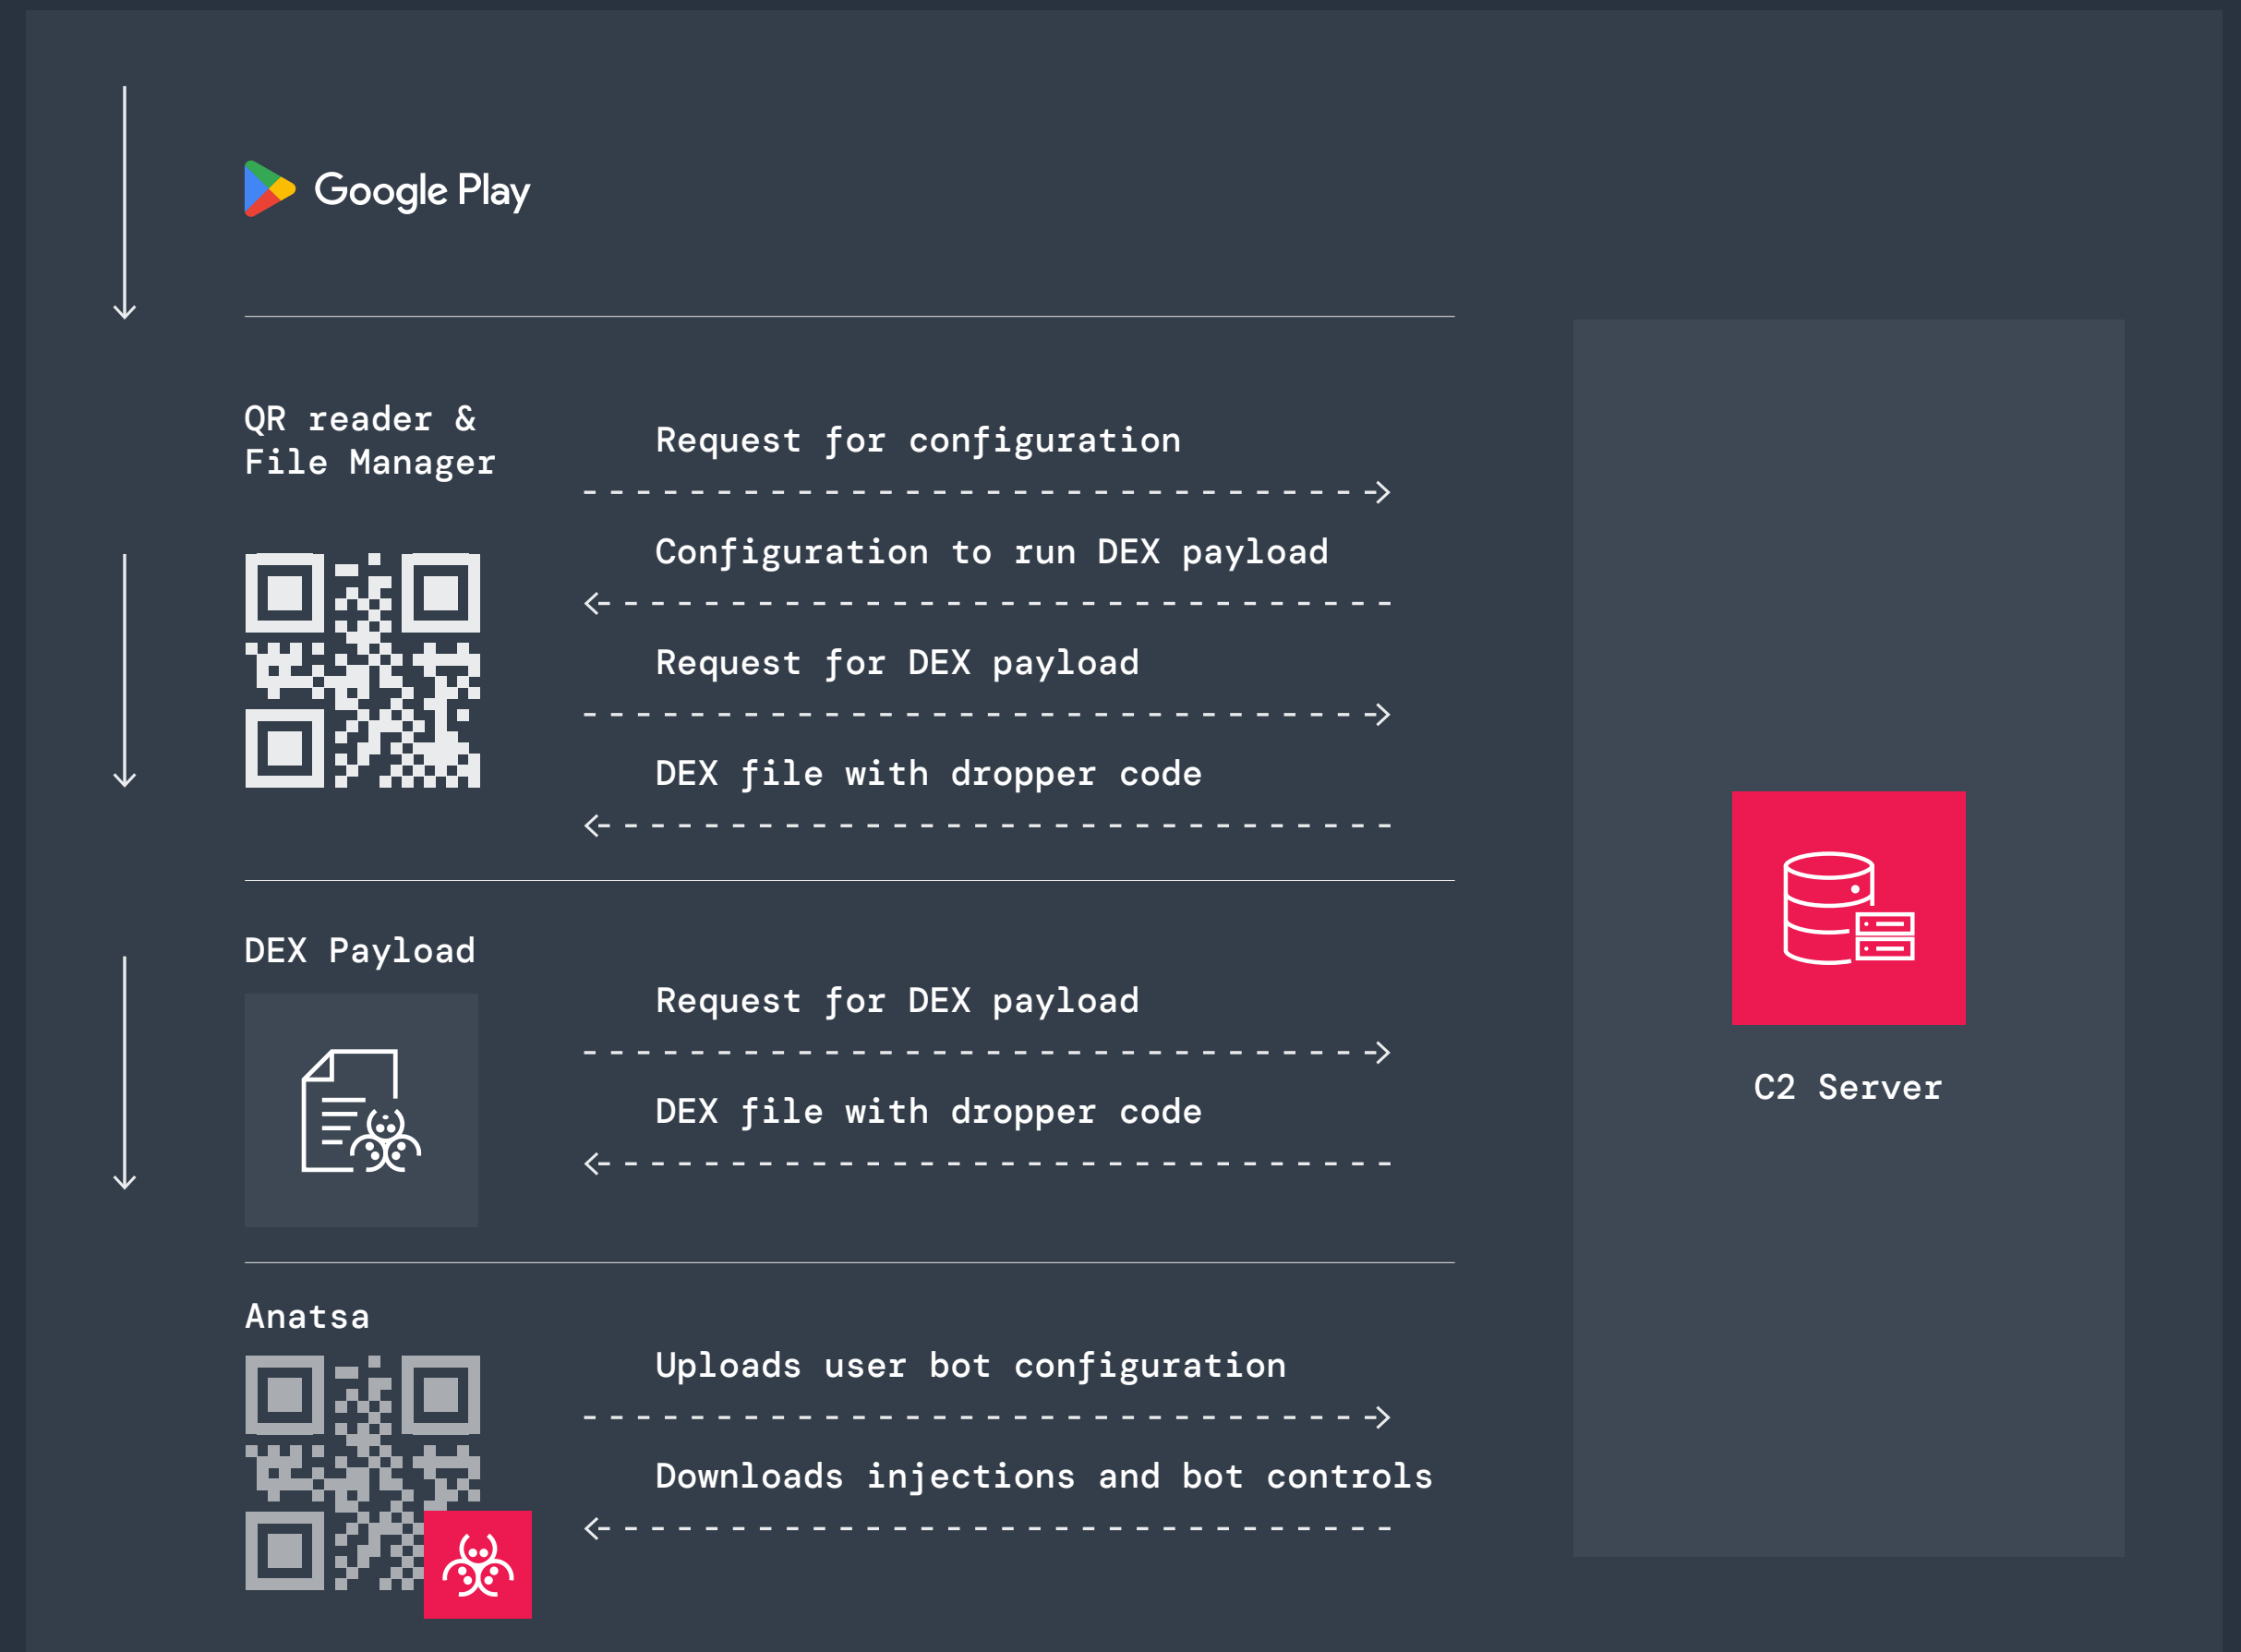 Google Play
QR reader &
File Manager
Request for configuration
Configuration to run DEX payload
Request for DEX payload
DEX file with dropper code
DEX Payload
Request for DEX payload
DEX file with dropper code
C2 Server
Anatsa
Uploads user bot configuration
Downloads injections and bot controls